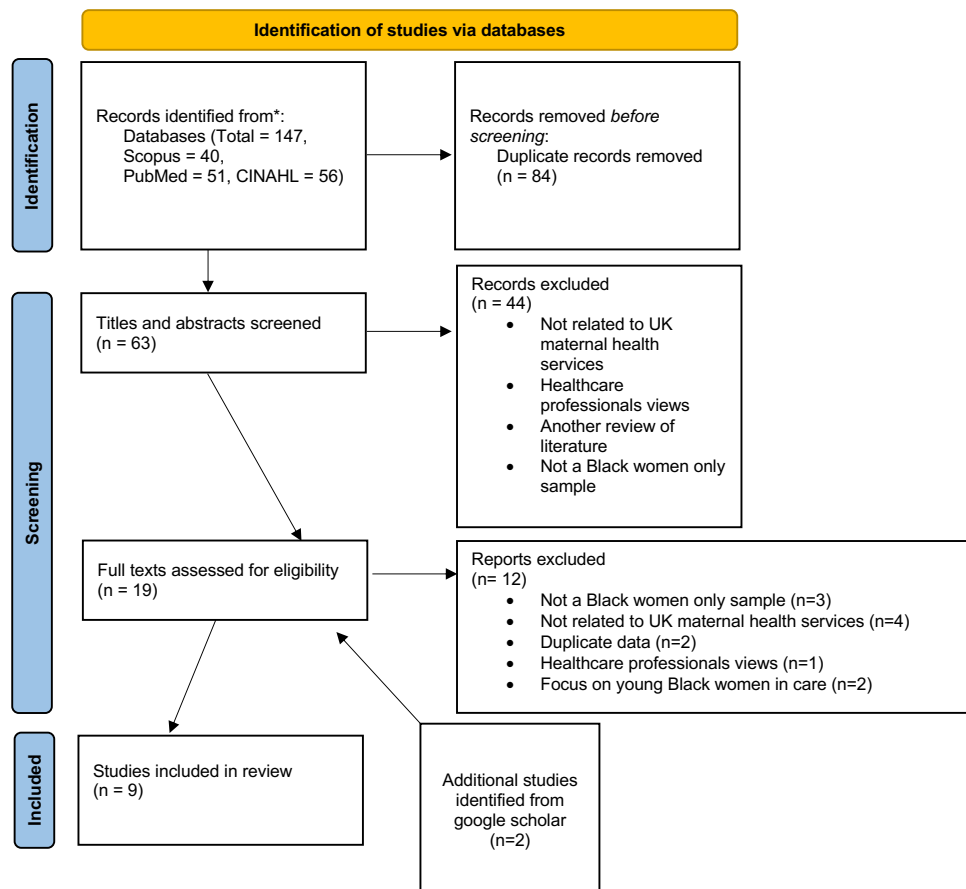 Identification of studies via databases
Identification
Records identified from*:
Databases (Total = 147,
Scopus = 40,
PubMed = 51, CINAHL = 56)
Records removed before
screening:
Duplicate records removed
(n = 84)
Screening
Titles and abstracts screened
(n = 63)
Records excluded
(n = 44)
• Not related to UK
maternal health
services
• Healthcare
professionals views
• Another review of
literature
• Not a Black women only
sample
Full texts assessed for eligibility
(n = 19)
Reports excluded
(n= 12)
• Not a Black women only sample (n=3)
• Not related to UK maternal health services (n=4)
• Duplicate data (n=2)
• Healthcare professionals views (n=1)
• Focus on young Black women in care (n=2)
Included
Studies included in review
(n = 9)
Additional studies
identified from
google scholar
(n=2)